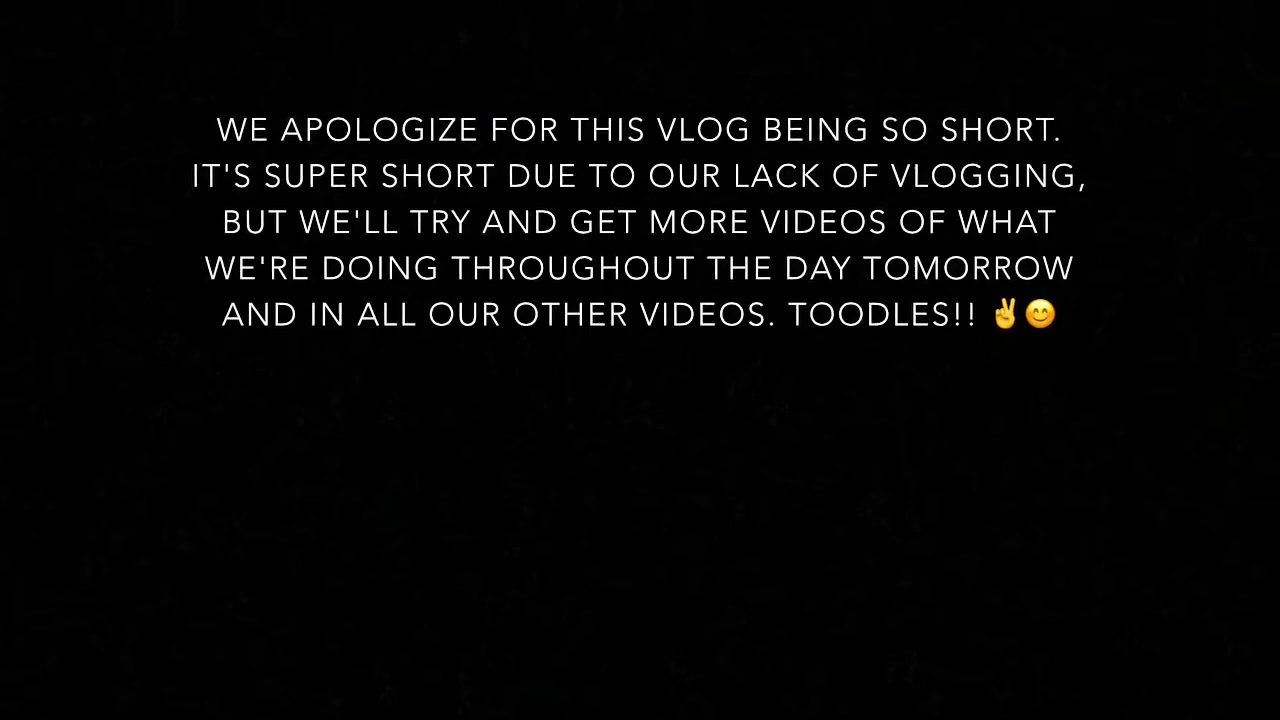 WE APOLOGIZE FOR THIS VLOG BEING SO SHORT.
IT'S SUPER SHORT DUE TO OUR LACK OF VLOGGING,
BUT WE'LL TRY AND GET MORE VIDEOS OF WHAT
WE'RE DOING THROUGHOUT THE DAY TOMORROW
AND IN ALL OUR OTHER VIDEOS. TOODLES!! ✌️😊